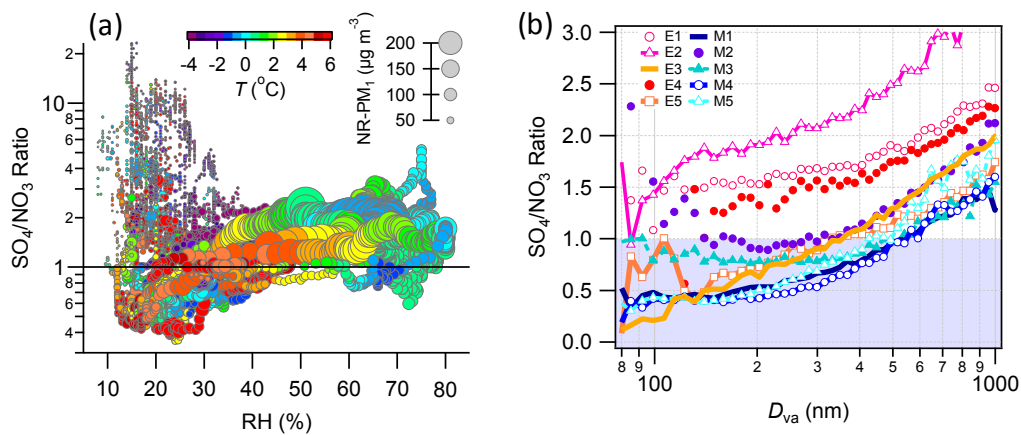 (a)
-4 -2 0 2 4 6
T (°C)
NR-PM1 (µg m-3)
200
150
100
50
SO4/NO3 Ratio
2
10
8
6
4
2
1
8
6
4
10 20 30 40 50 60 70 80
RH (%)
(b)
E1 M1
E2 M2
E3 M3
E4 M4
E5 M5
SO4/NO3 Ratio
3.0
2.5
2.0
1.5
1.0
0.5
0.0
8 9 100 2 3 4 5 6 7 8 9 1000
Dva (nm)